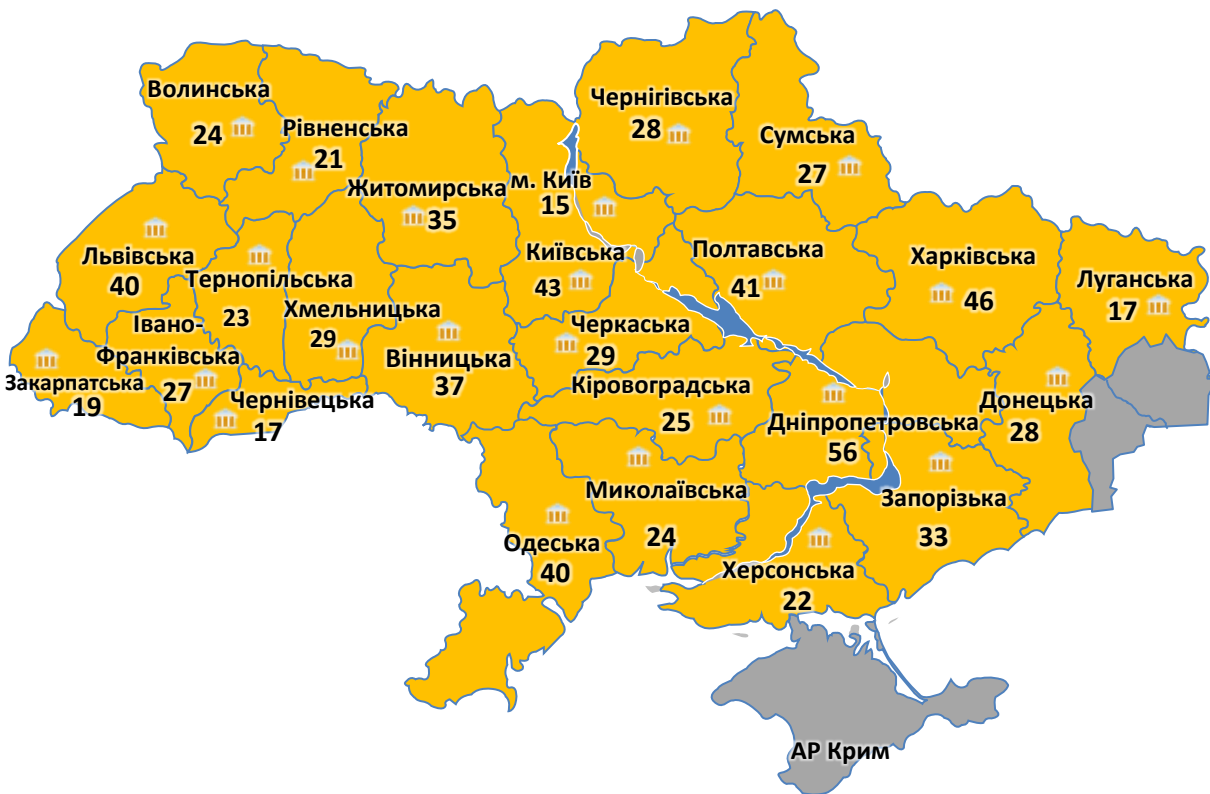 Волинська
24
Рівненська
21
Житомирська
35
м. Київ
15
Київська
43
Чернігівська
28
Сумська
27
Львівська
40
Тернопільська
23
Хмельницька
29
Івано-
Франківська
27
Закарпатська
19
Чернівецька
17
Вінницька
37
Черкаська
29
Полтавська
41
Харківська
46
Луганська
17
Кіровоградська
25
Дніпропетровська
56
Донецька
28
Запорізька
33
Миколаївська
24
Одеська
40
Херсонська
22
АР Крим